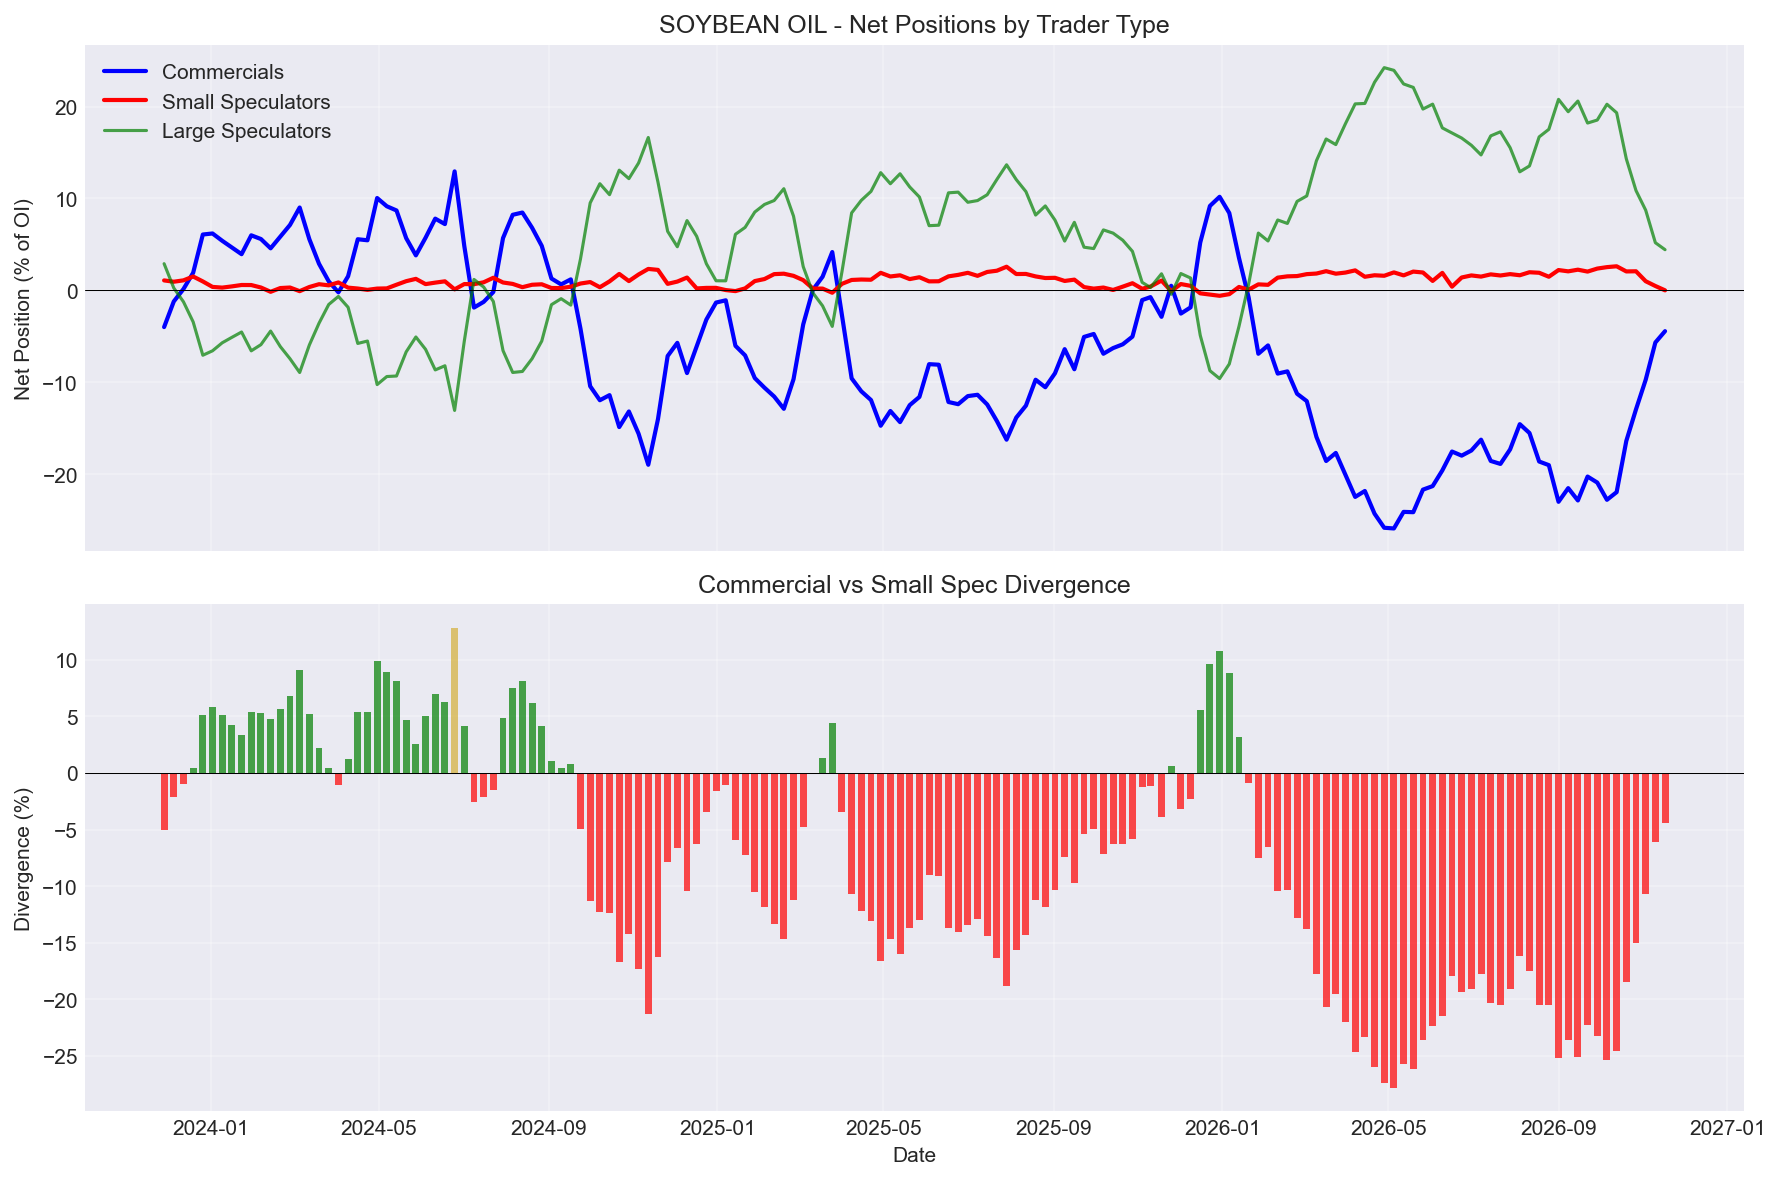 SOYBEAN OIL - Net Positions by Trader Type
Commercials
Small Speculators
Large Speculators
Net Position (% of OI)
20
10
0
−10
−20
Commercial vs Small Spec Divergence
Divergence (%)
10
5
0
−5
−10
−15
−20
−25
2024-01
2024-05
2024-09
2025-01
2025-05
2025-09
2026-01
2026-05
2026-09
2027-01
Date